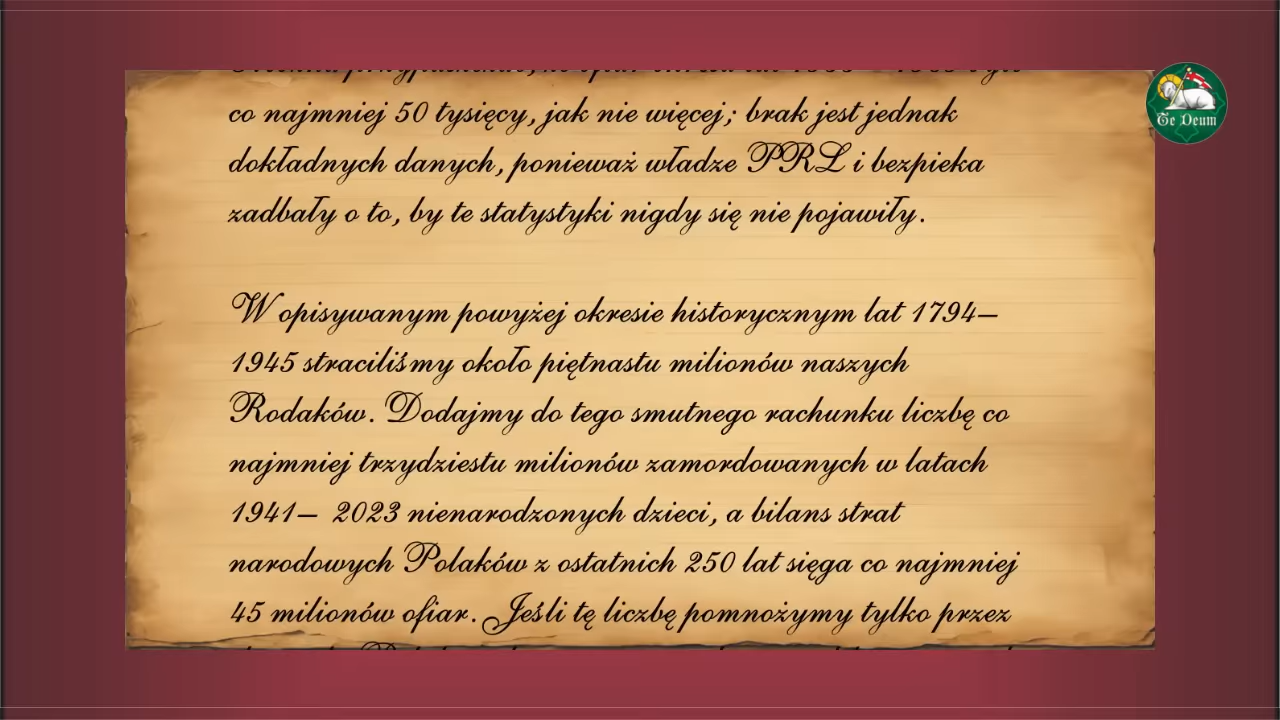 co najmniej 50 tysięcy, jak nie więcej; brak jest jednak
dokładnych danych, ponieważ władze PRL i bezpieka
zadbały o to, by te statystyki nigdy się nie pojawiły.
W opisywanym powyżej okresie historycznym lat 1794–
1945 straciliśmy około piętnastu milionów naszych
Rodaków. Dodajmy do tego smutnego rachunku liczbę co
najmniej trzydziestu milionów zamordowanych w latach
1941– 2023 nienarodzonych dzieci, a bilans strat
narodowych Polaków z ostatnich 250 lat sięga co najmniej
45 milionów ofiar. Jeśli tę liczbę pomnożymy tylko przez
Te Deum